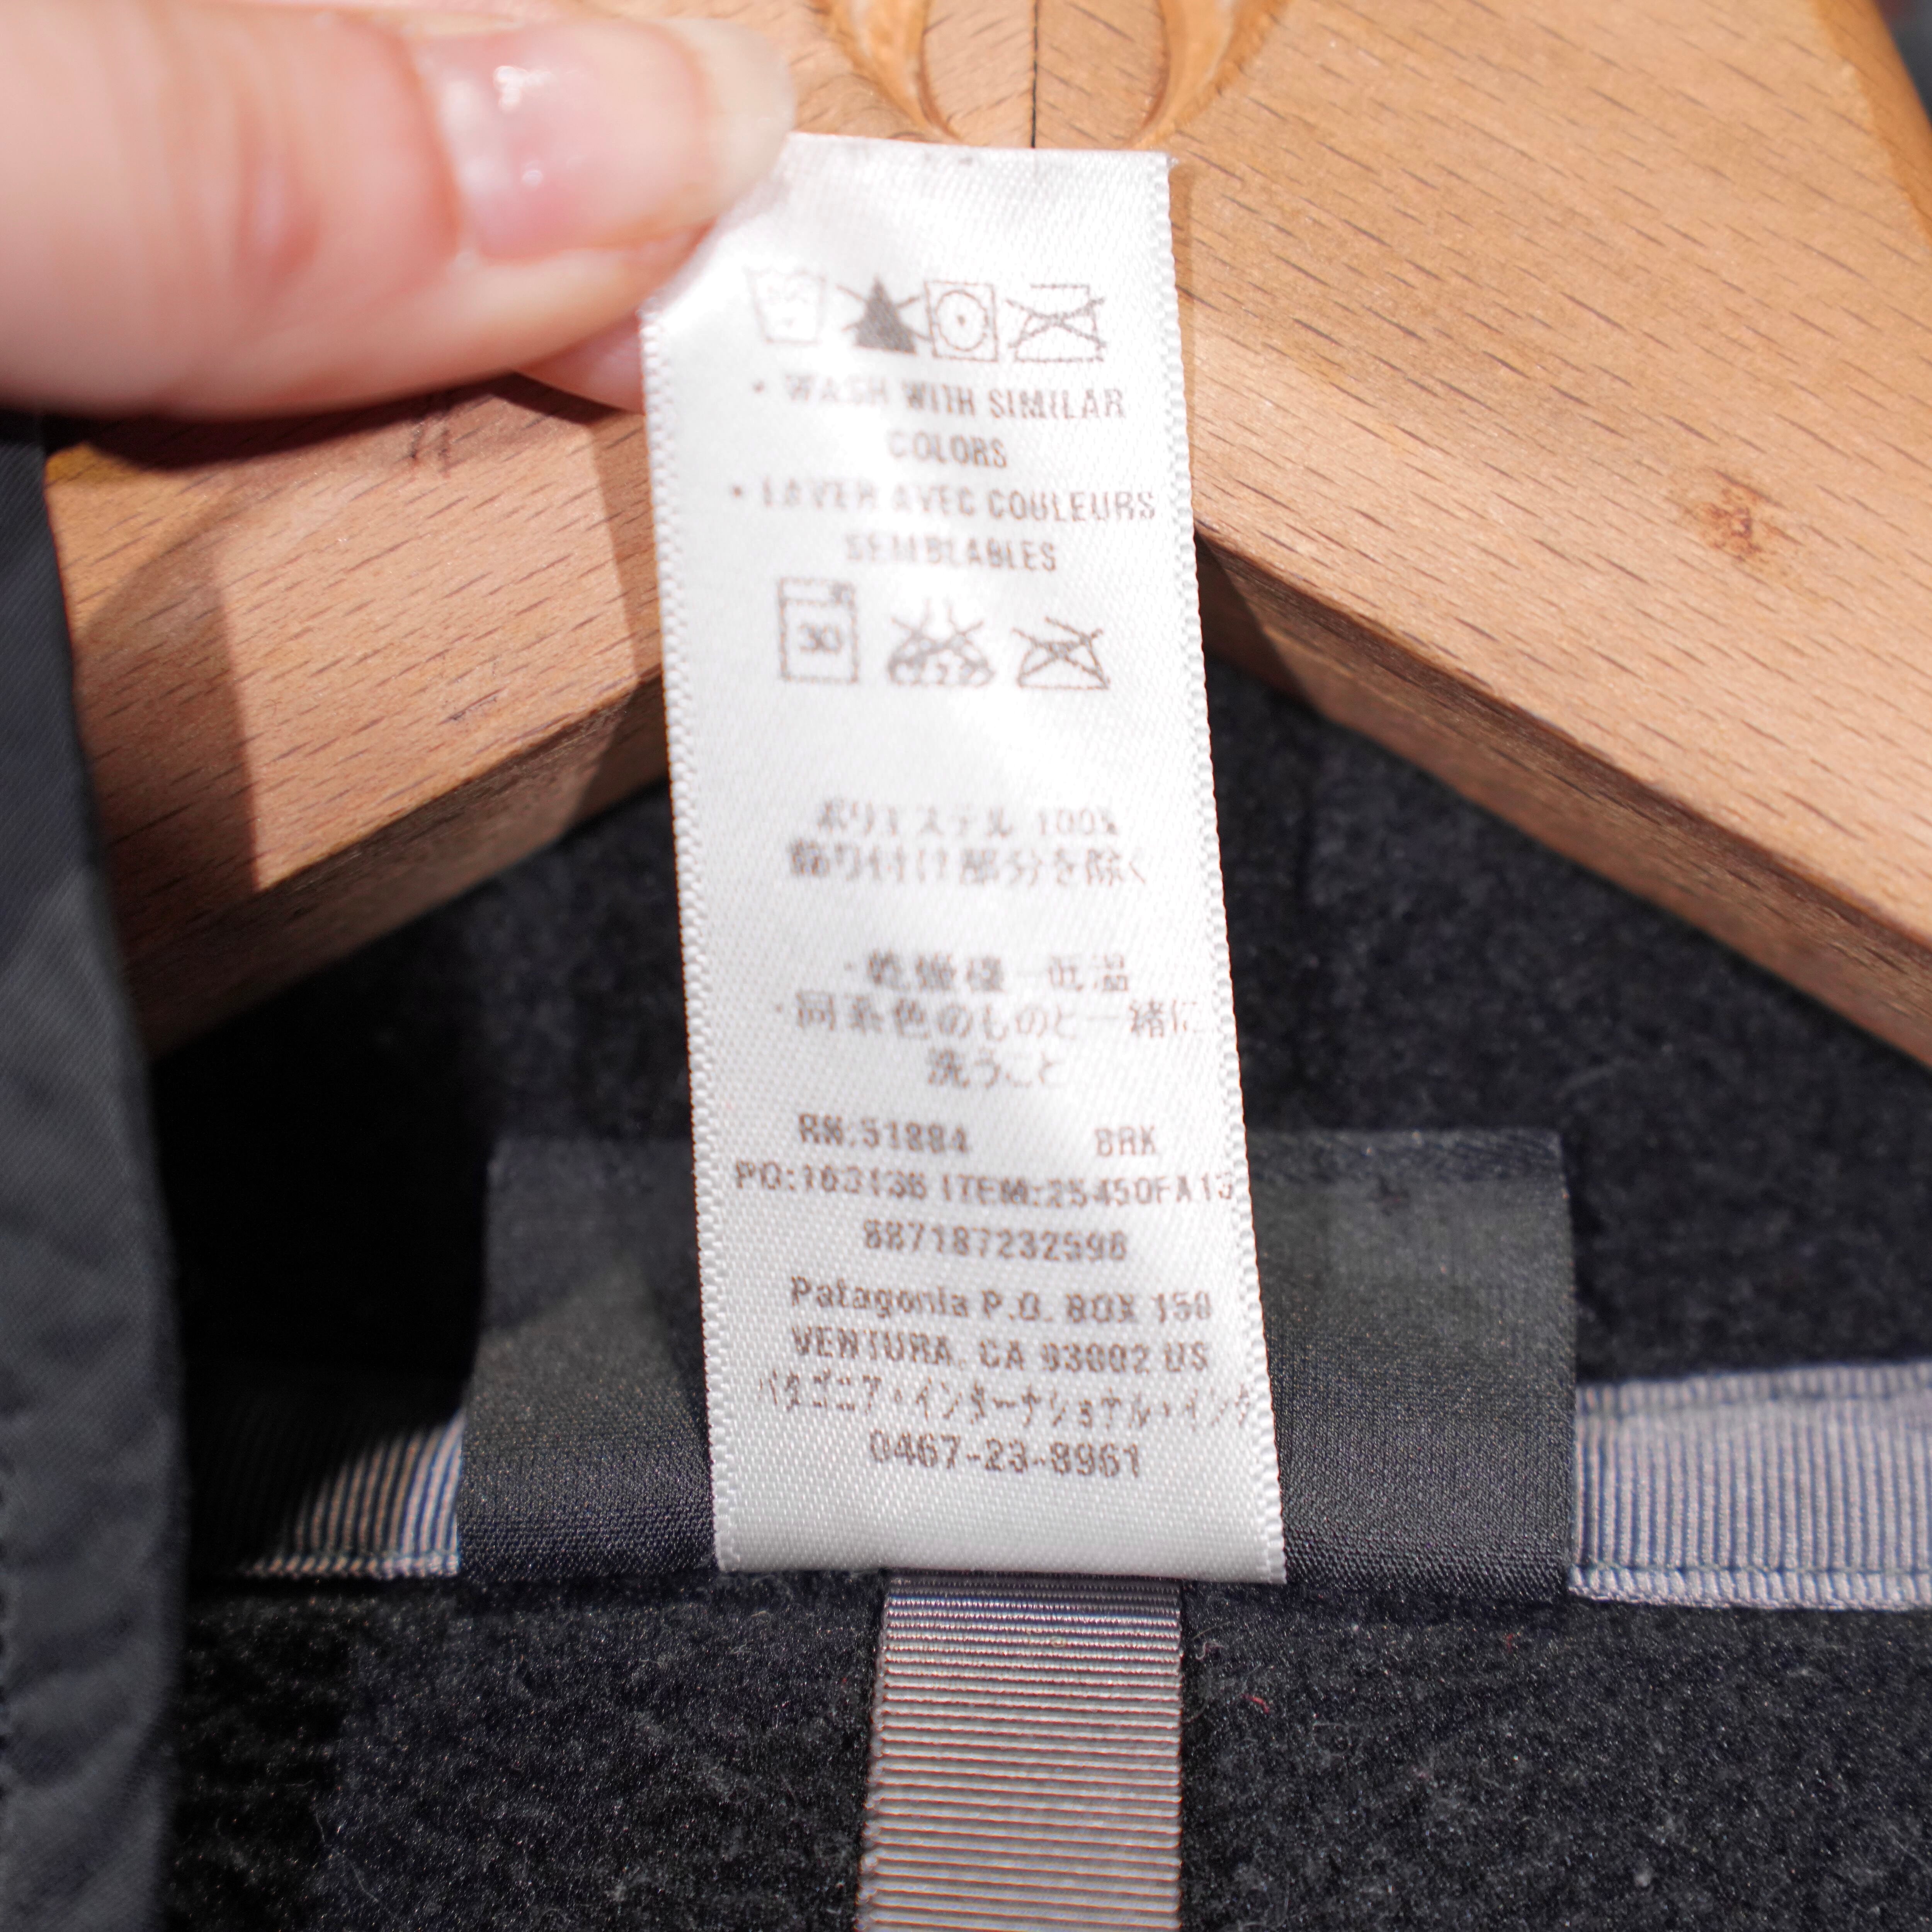 • WASH WITH SIMILAR
COLORS
• LAVER AVEC COULEURS
SEMBLABLES
30
ポリエステル 100%
飾り付け部分を除く
・乾燥機ー低温
・同系色のものと一緒に
洗うこと
RN:51884 BRK
PO:163136 ITEM:25450FA13
887187232598
Patagonia P.O. BOX 150
VENTURA, CA 93002 US
パタゴニア・インターナショナル・インク
0467-23-8961